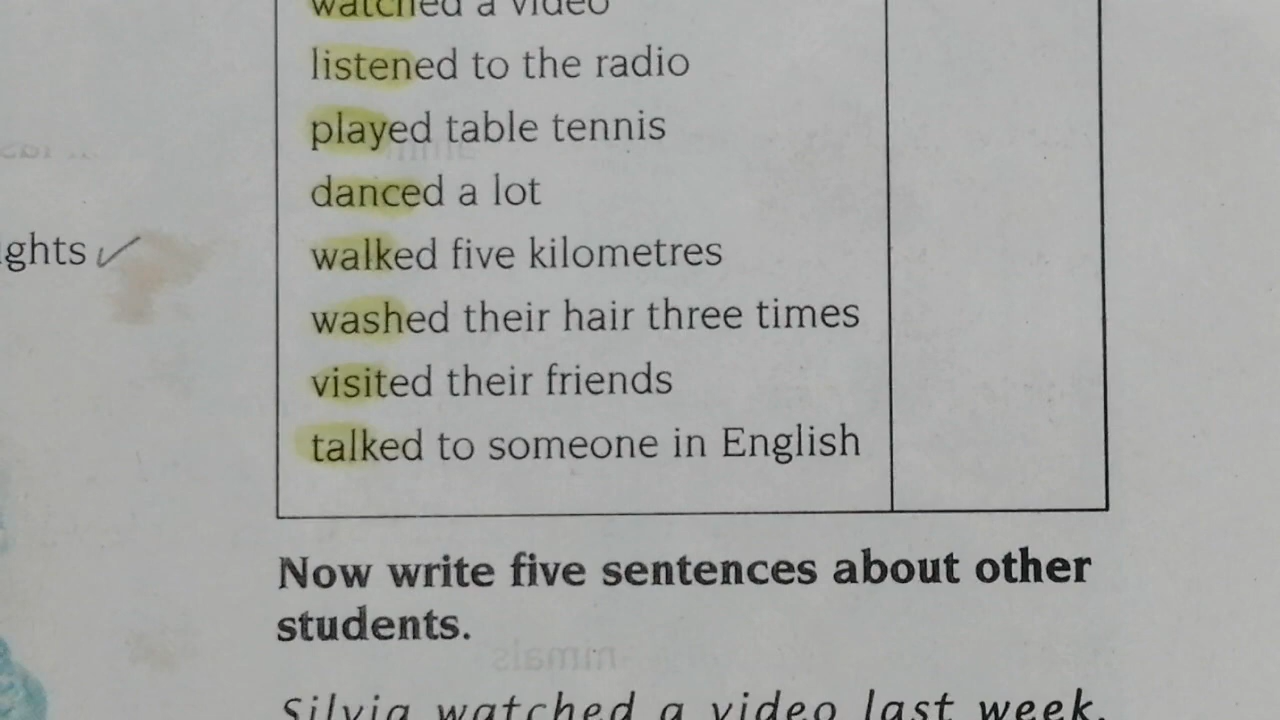 watched a video
listened to the radio
played table tennis
danced a lot
ghts ✓
walked five kilometres
washed their hair three times
visited their friends
talked to someone in English
Now write five sentences about other
students.
Silvia watched a video last week.